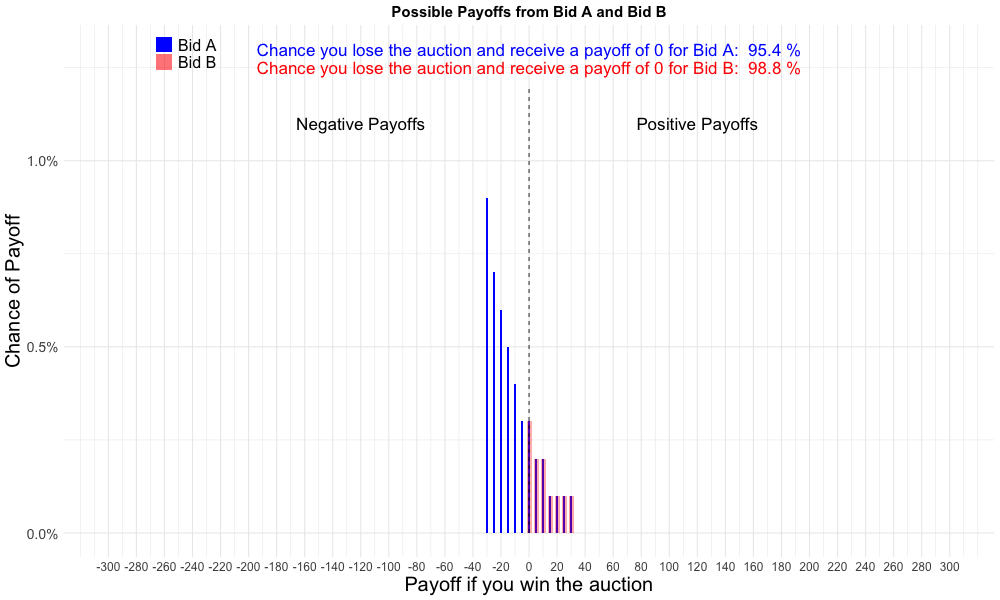 Possible Payoffs from Bid A and Bid B
Bid A
Bid B
Chance you lose the auction and receive a payoff of 0 for Bid A:  95.4 %
Chance you lose the auction and receive a payoff of 0 for Bid B:  98.8 %
Negative Payoffs
Positive Payoffs
Chance of Payoff
1.0%
0.5%
0.0%
-300 -280 -260 -240 -220 -200 -180 -160 -140 -120 -100 -80 -60 -40 -20 0 20 40 60 80 100 120 140 160 180 200 220 240 260 280 300
Payoff if you win the auction